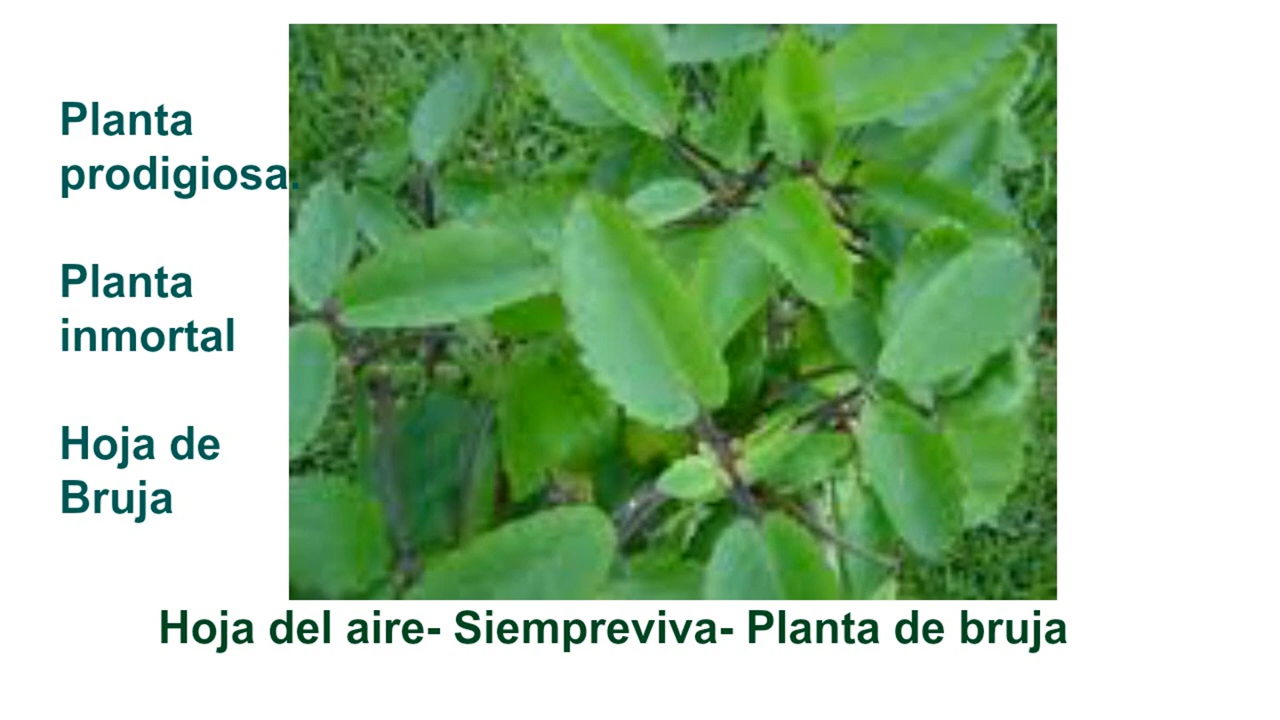 Planta
prodigiosa.
Planta
inmortal
Hoja de
Bruja
Hoja del aire- Siempreviva- Planta de bruja